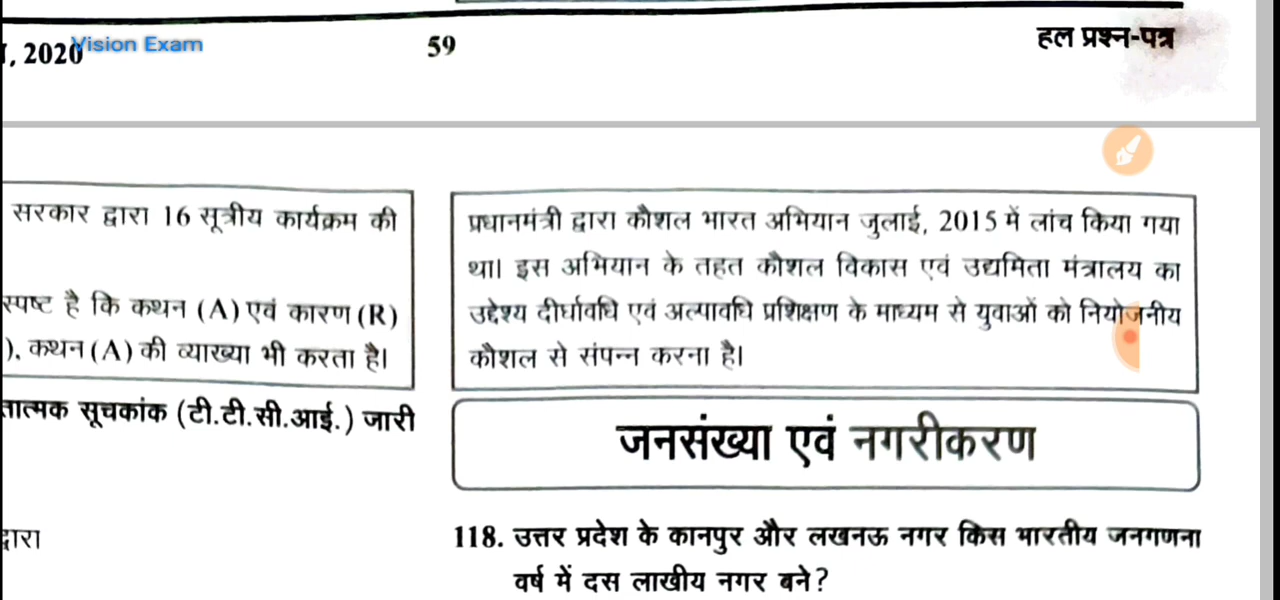 , 2020
Vision Exam
59
हल प्रश्न-पत्र
सरकार द्वारा 16 सूत्रीय कार्यक्रम की
स्पष्ट है कि कथन (A) एवं कारण (R)
), कथन (A) की व्याख्या भी करता है।
तात्मक सूचकांक (टी.टी.सी.आई.) जारी
द्वारा
प्रधानमंत्री द्वारा कौशल भारत अभियान जुलाई, 2015 में लांच किया गया
था। इस अभियान के तहत कौशल विकास एवं उद्यमिता मंत्रालय का
उद्देश्य दीर्घावधि एवं अल्पावधि प्रशिक्षण के माध्यम से युवाओं को नियोजनीय
कौशल से संपन्न करना है।
जनसंख्या एवं नगरीकरण
118. उत्तर प्रदेश के कानपुर और लखनऊ नगर किस भारतीय जनगणना
वर्ष में दस लाखीय नगर बने?